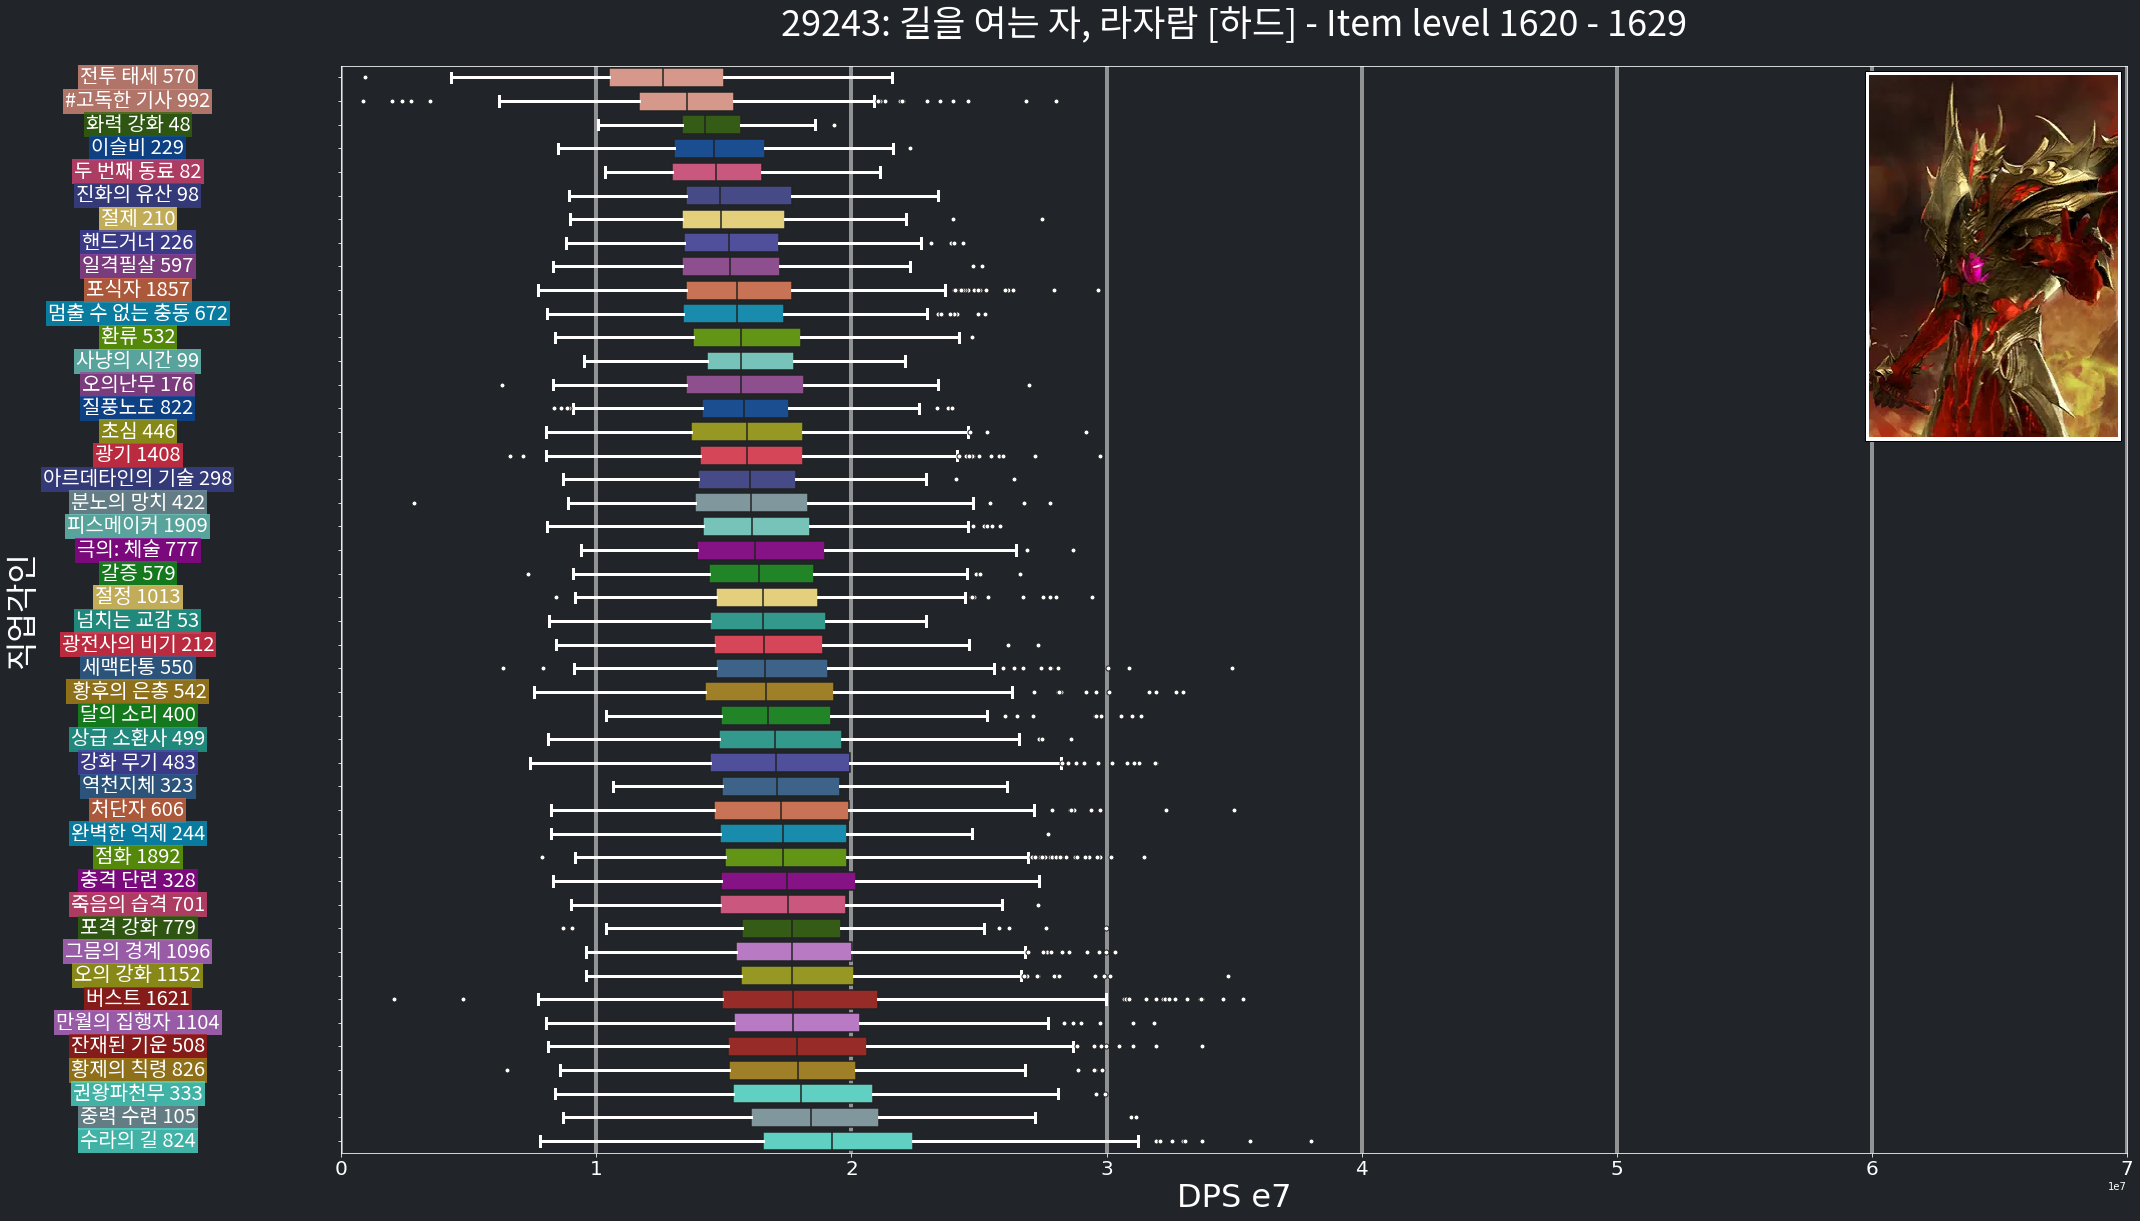 29243: 길을 여는 자, 라자람 [하드] - Item level 1620 - 1629
직업각인
전투 태세 570
#고독한 기사 992
화력 강화 48
이슬비 229
두 번째 동료 82
진화의 유산 98
절제 210
핸드거너 226
일격필살 597
포식자 1857
멈출 수 없는 충동 672
환류 532
사냥의 시간 99
오의난무 176
질풍노도 822
초심 446
광기 1408
아르데타인의 기술 298
분노의 망치 422
피스메이커 1909
극의: 체술 777
갈증 579
절정 1013
넘치는 교감 53
광전사의 비기 212
세맥타통 550
황후의 은총 542
달의 소리 400
상급 소환사 499
강화 무기 483
역천지체 323
처단자 606
완벽한 억제 244
점화 1892
충격 단련 328
죽음의 습격 701
포격 강화 779
그믐의 경계 1096
오의 강화 1152
버스트 1621
만월의 집행자 1104
잔재된 기운 508
황제의 칙령 826
권왕파천무 333
중력 수련 105
수라의 길 824
0 1 2 3 4 5 6 7
1e7
DPS e7